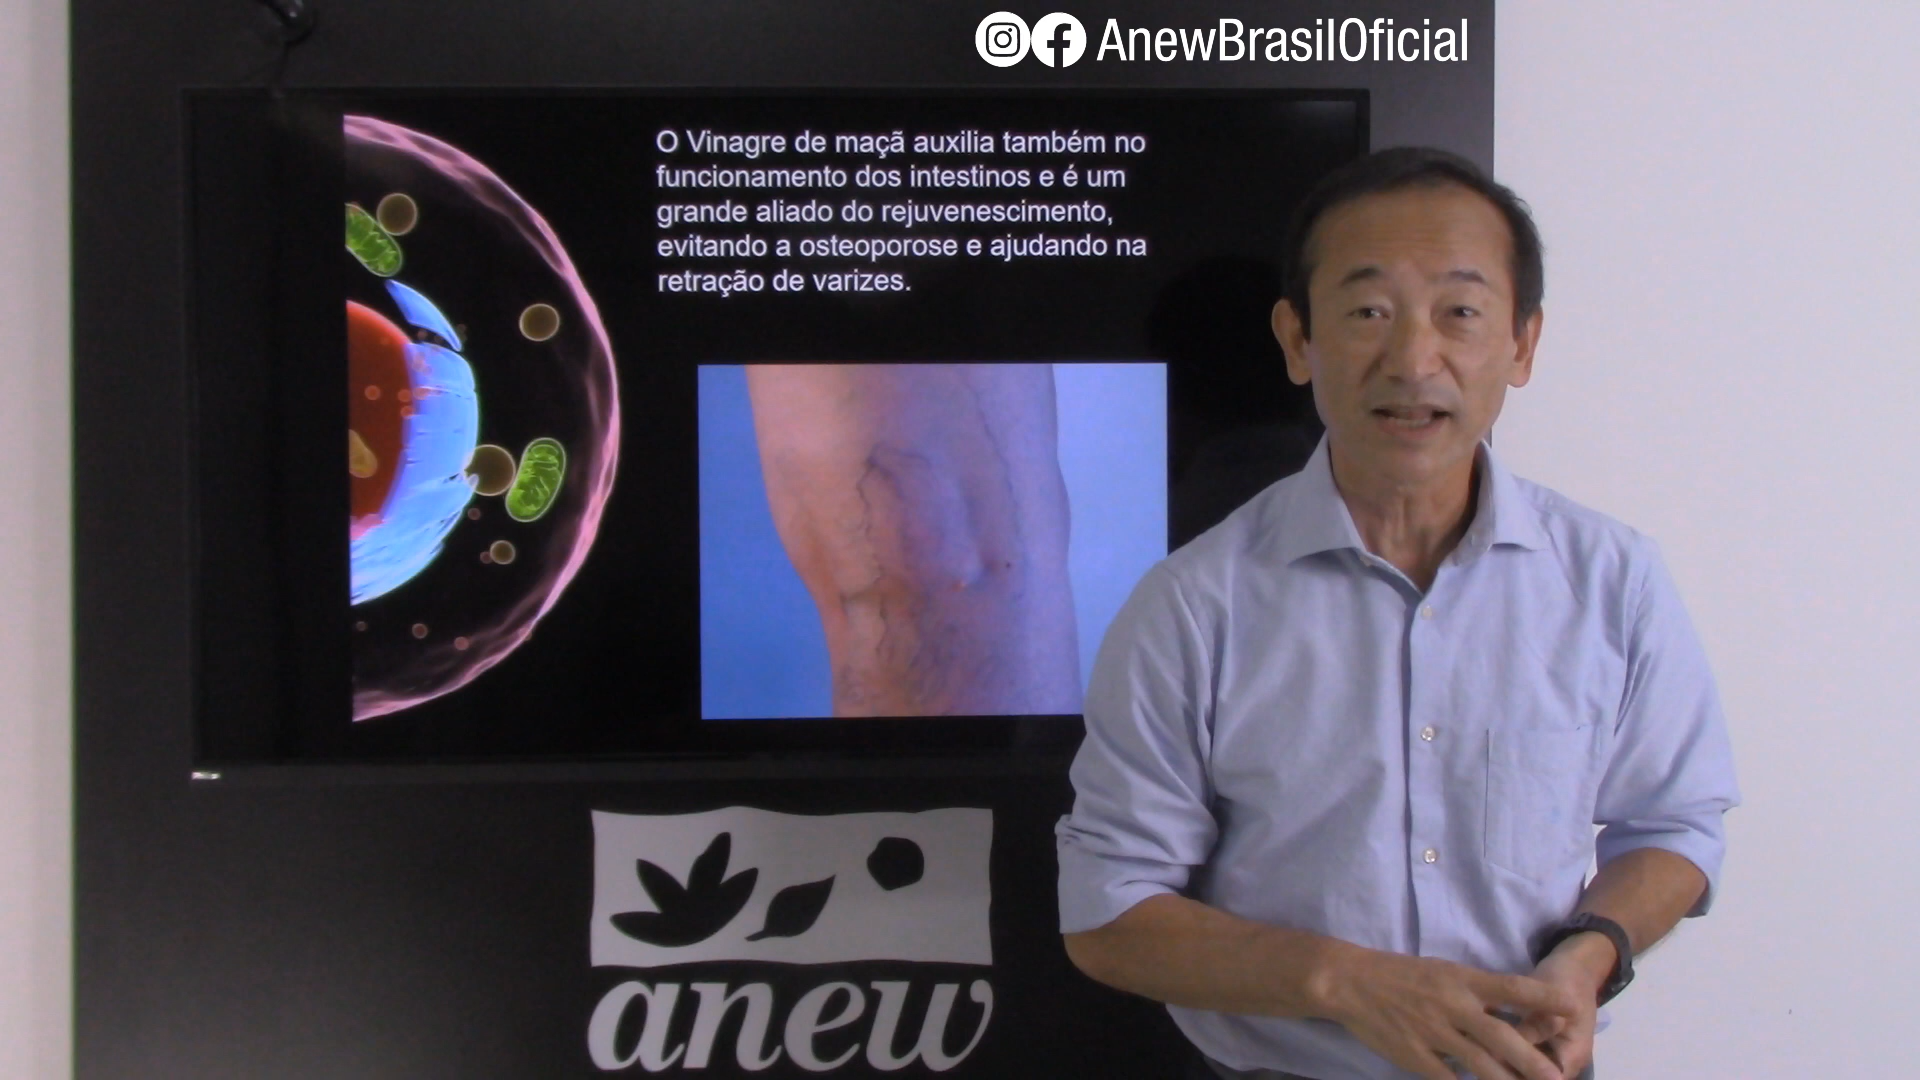 AnewBrasilOficial
O Vinagre de maçã auxilia também no
funcionamento dos intestinos e é um
grande aliado do rejuvenescimento,
evitando a osteoporose e ajudando na
retração de varizes.
anew